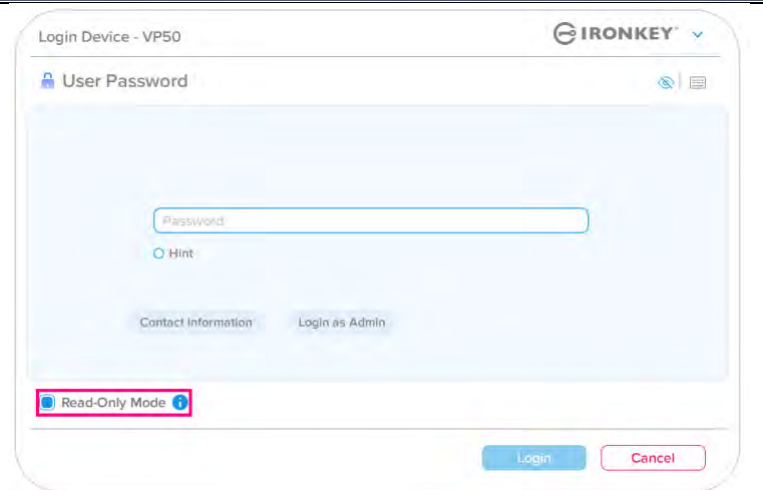 Login Device - VP50
IRONKEY
User Password
Password
Hint
Contact Information
Login as Admin
Read-Only Mode
Login
Cancel